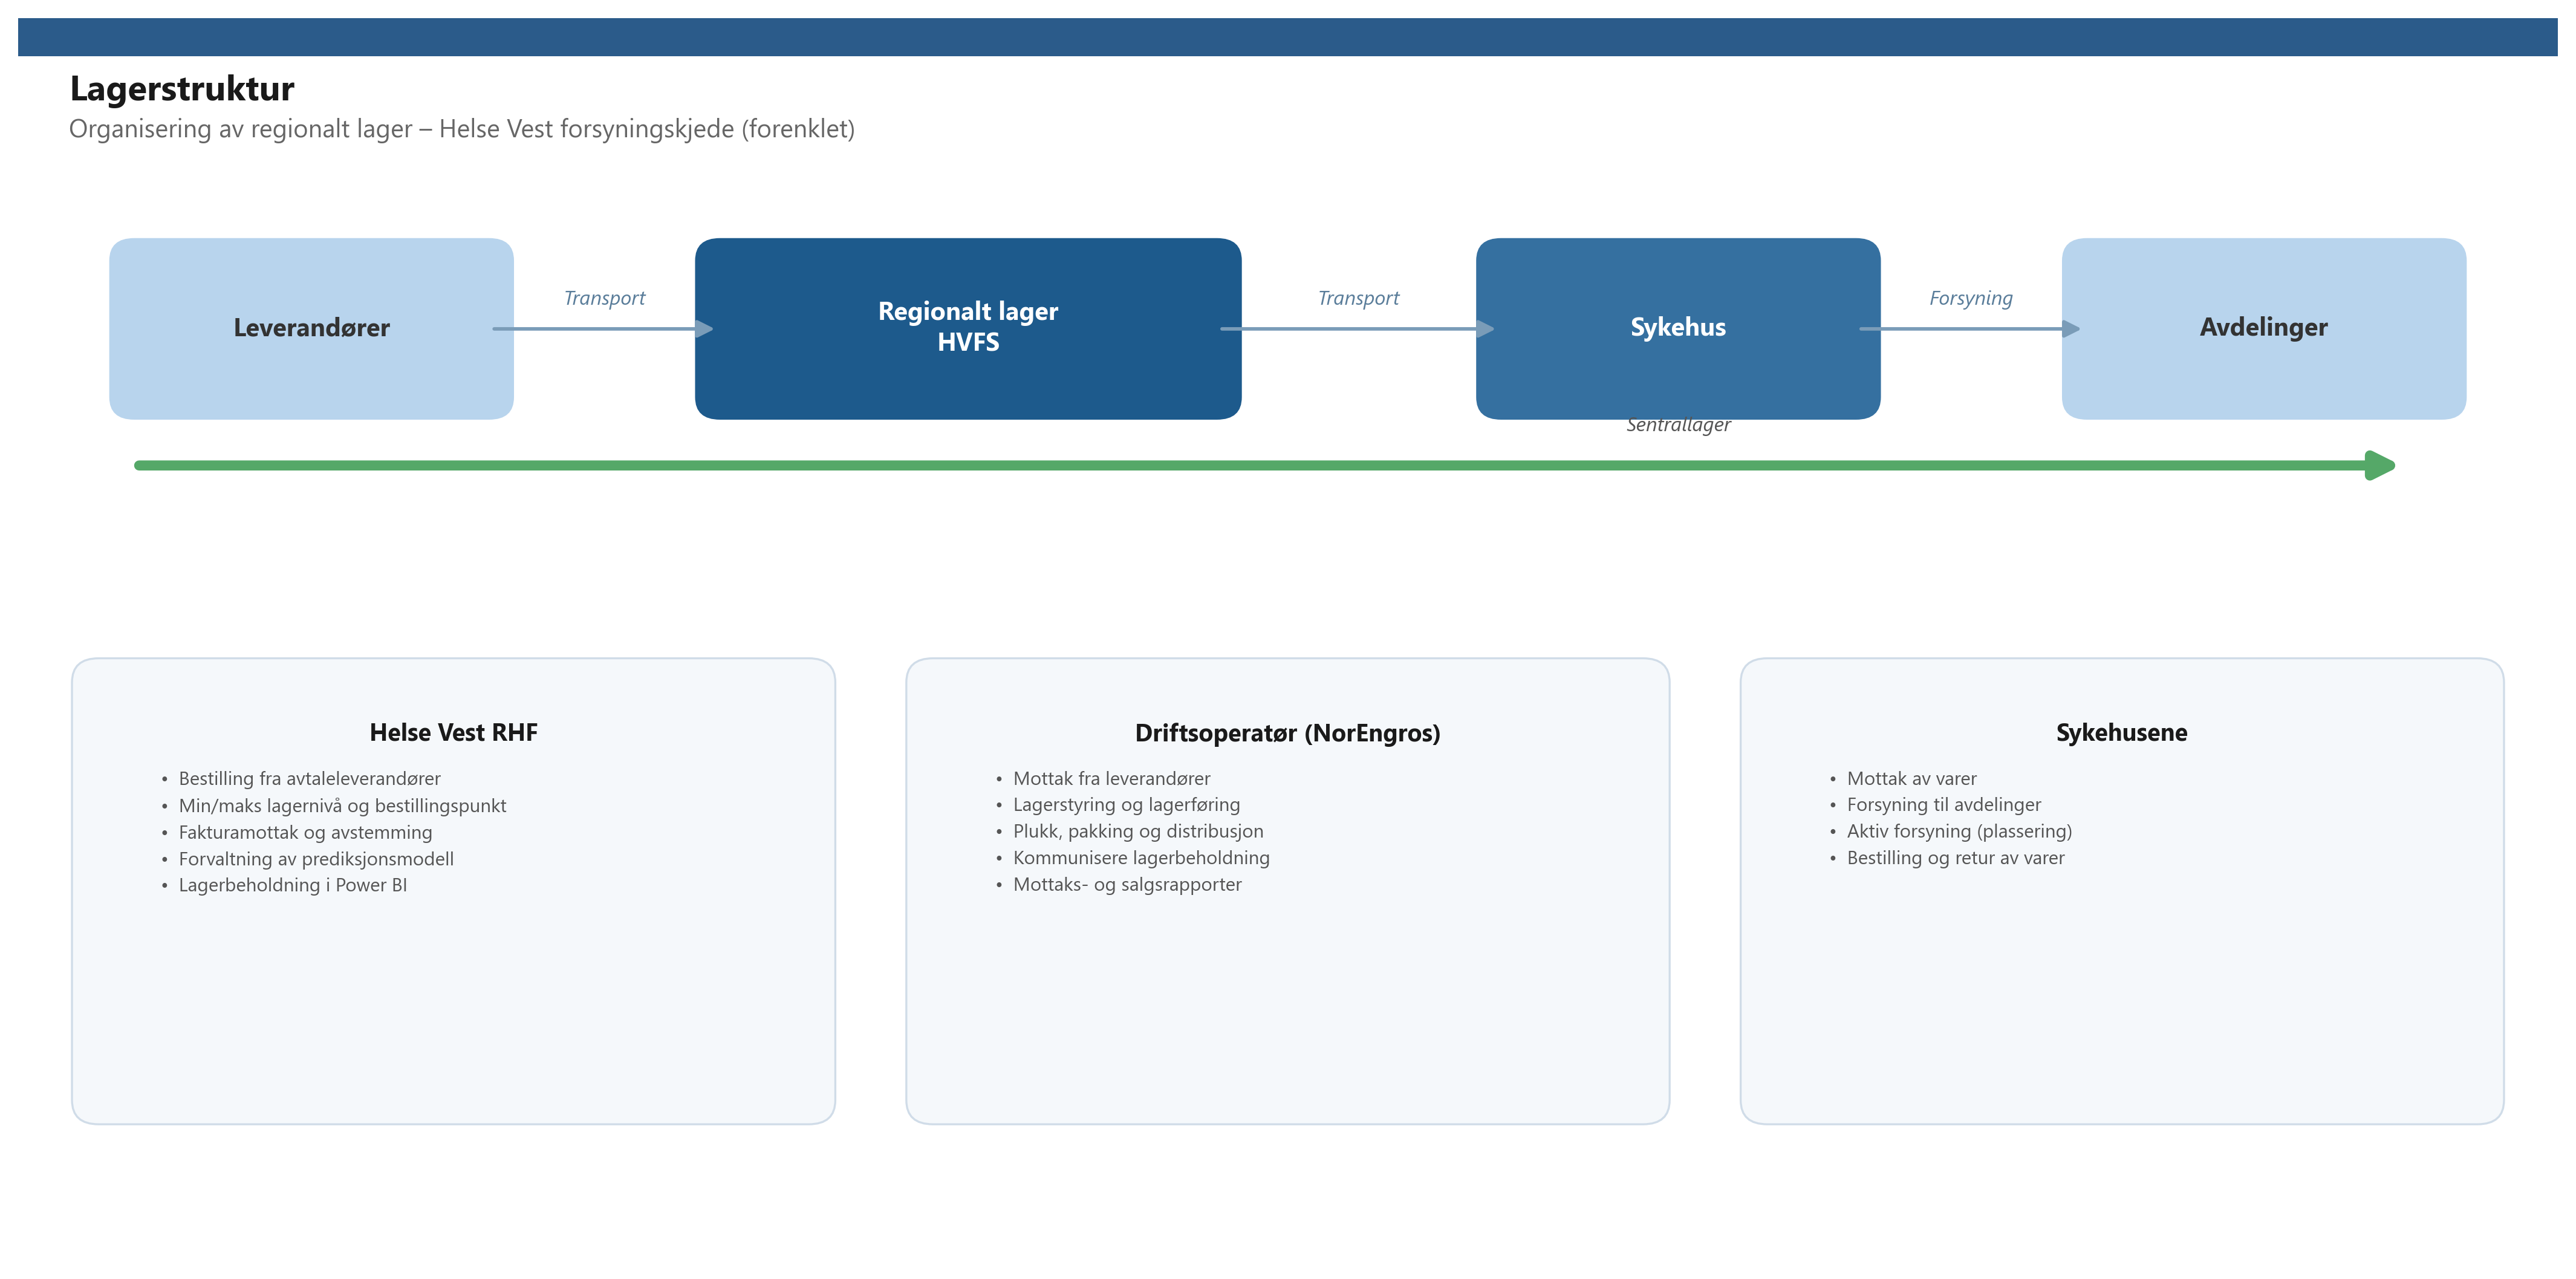 Lagerstruktur
Organisering av regionalt lager – Helse Vest forsyningskjede (forenklet)
Leverandører
Transport
Regionalt lager
HVFS
Transport
Sykehus
Forsyning
Avdelinger
Sentrallager
Helse Vest RHF
• Bestilling fra avtaleleverandører
• Min/maks lagernivå og bestillingspunkt
• Fakturamottak og avstemming
• Forvaltning av prediksjonsmodell
• Lagerbeholdning i Power BI
Driftsoperatør (NorEngros)
• Mottak fra leverandører
• Lagerstyring og lagerføring
• Plukk, pakking og distribusjon
• Kommunisere lagerbeholdning
• Mottaks- og salgsrapporter
Sykehusene
• Mottak av varer
• Forsyning til avdelinger
• Aktiv forsyning (plassering)
• Bestilling og retur av varer